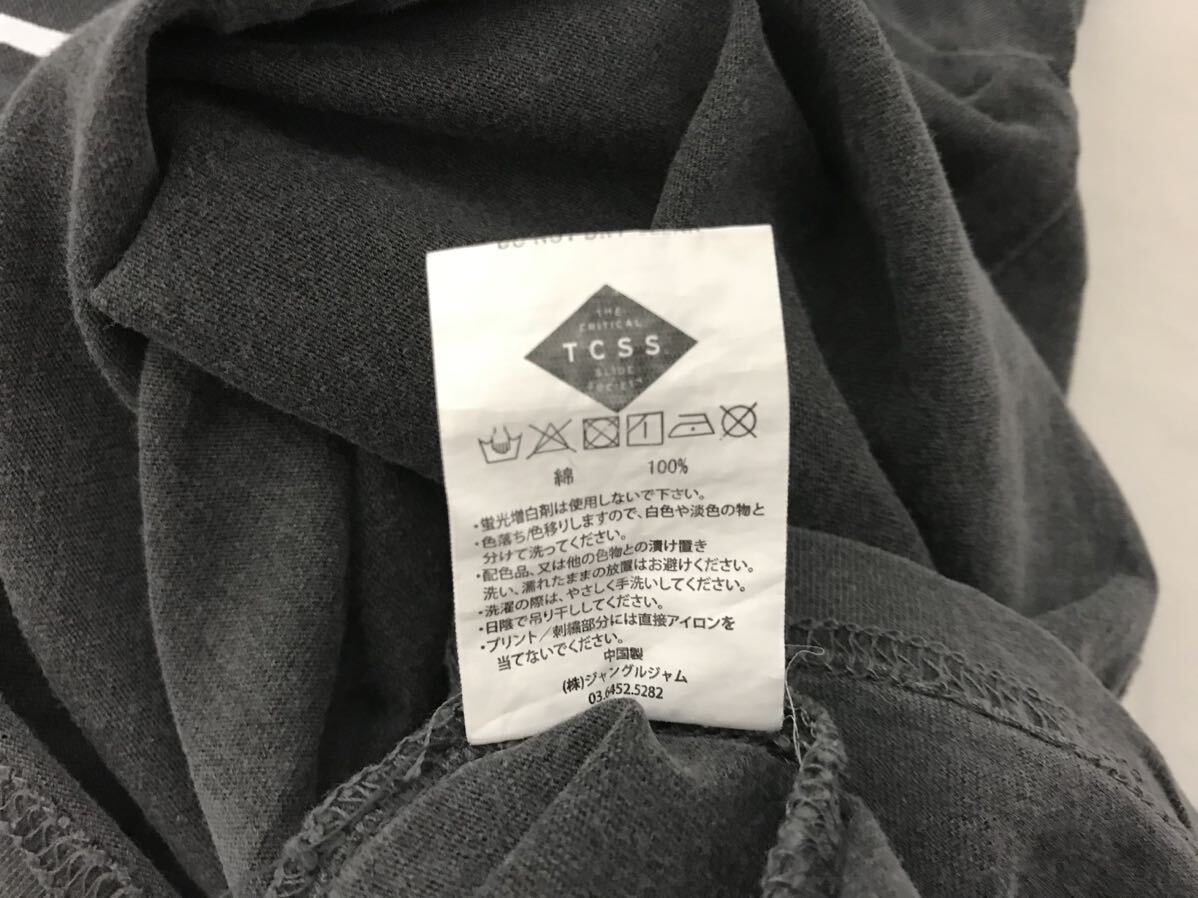 DO NOT DRY CLEAN
THE
CRITICAL
TCSS
SLIDE
SOCIETY
綿 100%
・蛍光増白剤は使用しないで下さい。
・色落ち/色移りしますので、白色や淡色の物と
分けて洗ってください。
・配色品、又は他の色物との漬け置き
洗い、濡れたままの放置はお避けください。
・洗濯の際は、やさしく手洗いしてください。
・日陰で吊り干ししてください。
・プリント／刺繍部分には直接アイロンを
当てないでください。
中国製
(株)ジャングルジャム
03.6452.5282